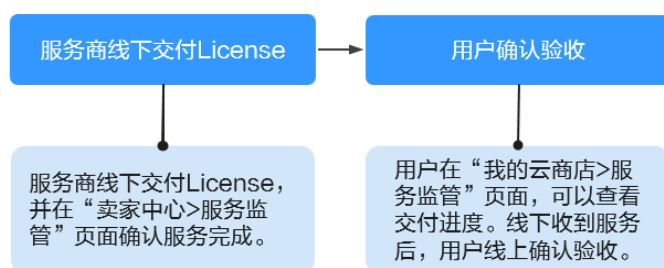 服务商线下交付License
用户确认验收
服务商线下交付License，
并在“卖家中心>服务监
管”页面确认服务完成。
用户在“我的云商店>服
务监管”页面，可以查看
交付进度。线下收到服务
后，用户线上确认验收。